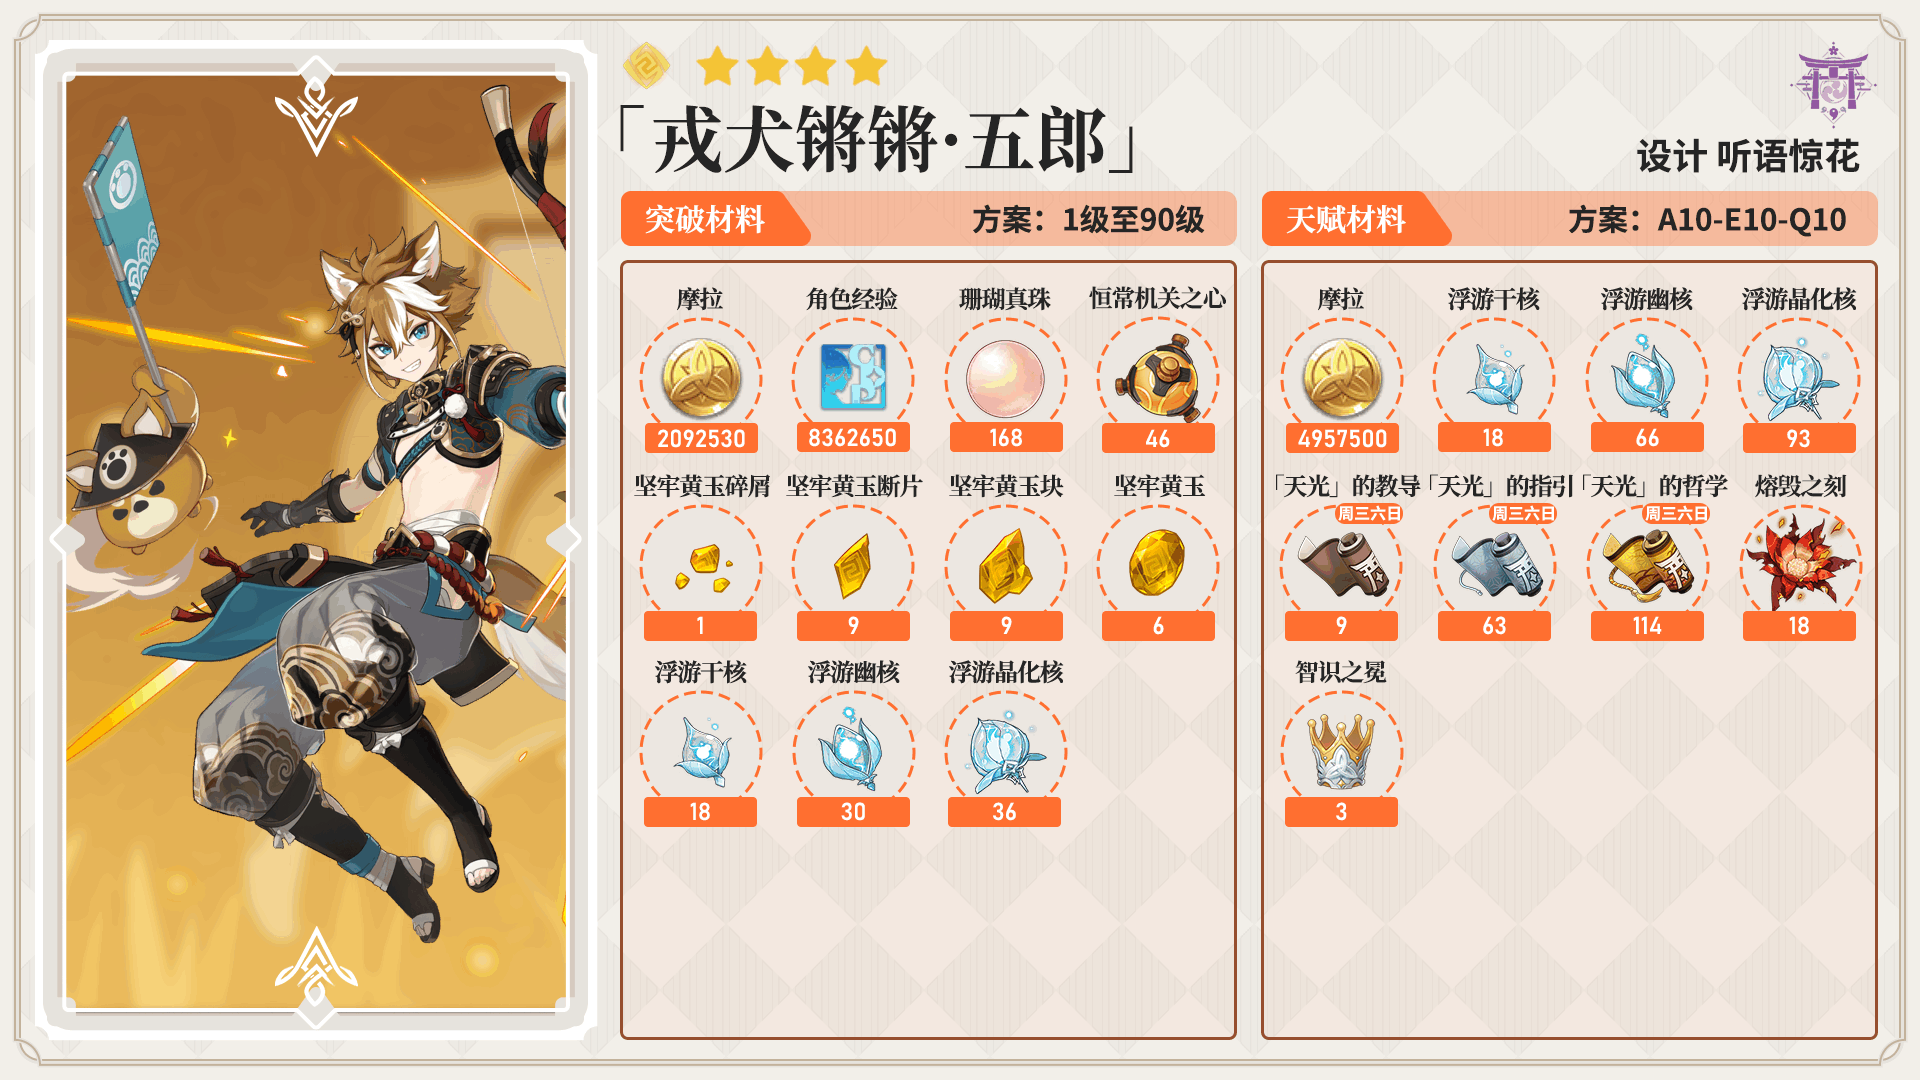 「戎犬锵锵·五郎」
设计 听语惊花
突破材料
方案：1级至90级
摩拉
角色经验
珊瑚真珠
恒常机关之心
2092530
8362650
168
46
坚牢黄玉碎屑
坚牢黄玉断片
坚牢黄玉块
坚牢黄玉
1
9
9
6
浮游干核
浮游幽核
浮游晶化核
18
30
36
天赋材料
方案：A10-E10-Q10
摩拉
浮游干核
浮游幽核
浮游晶化核
4957500
18
66
93
「天光」的教导
「天光」的指引
「天光」的哲学
熔毁之刻
周三六日
周三六日
周三六日
9
63
114
18
智识之冕
3